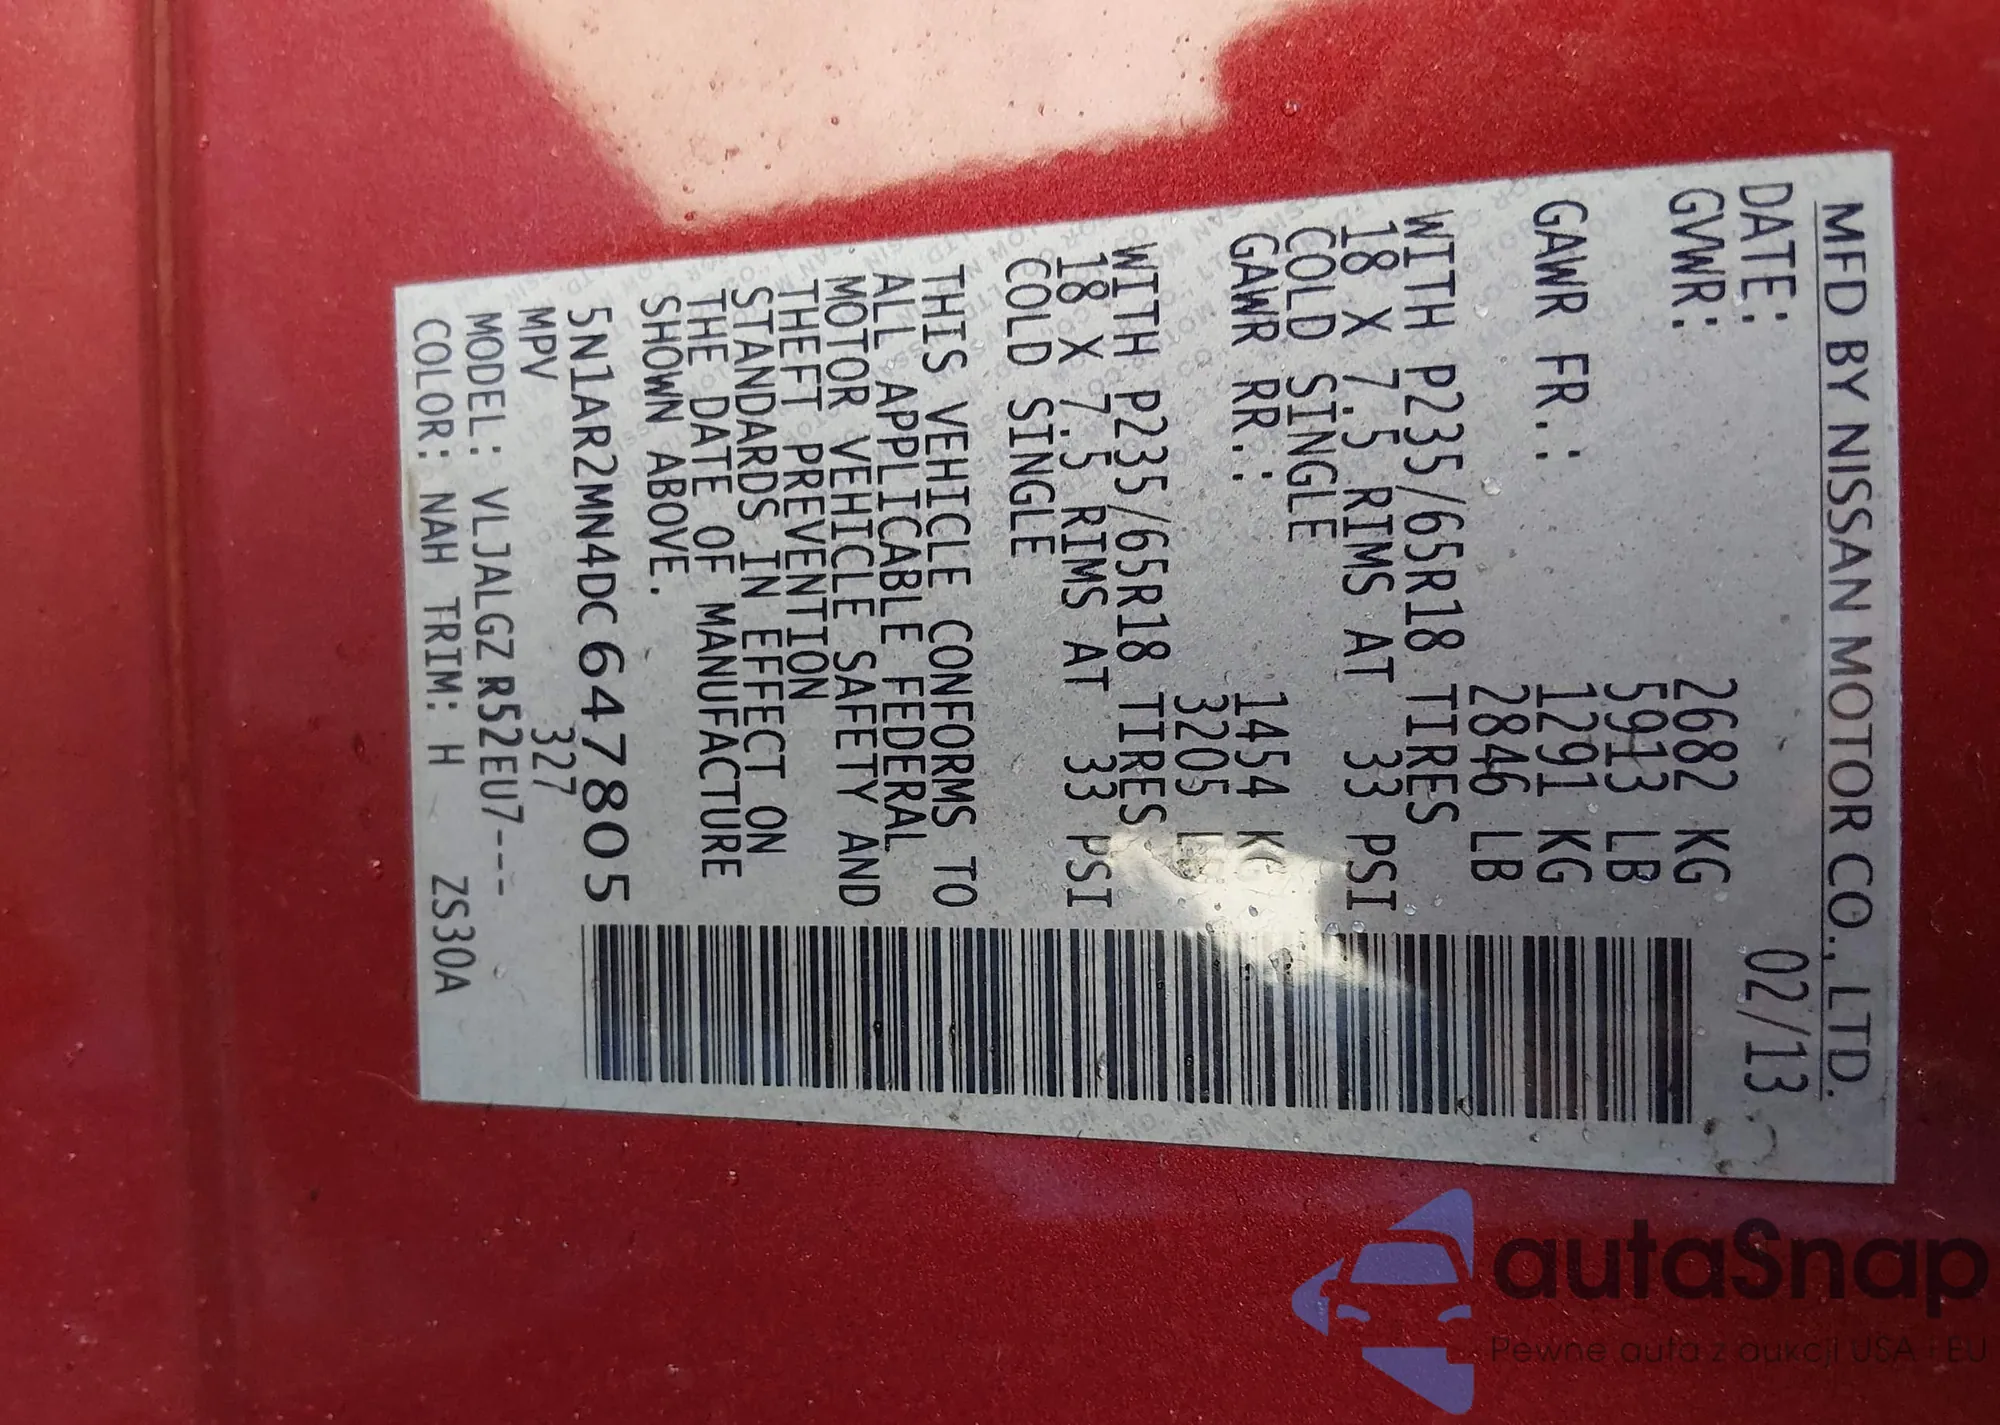 MFD BY NISSAN MOTOR CO., LTD.
DATE: 02/13
GVWR: 2682 KG
5913 LB
GAWR FR.: 1291 KG
2846 LB
WITH P235/65R18 TIRES
18 X 7.5 RIMS AT 33 PSI
COLD SINGLE
GAWR RR.: 1454 KG
3205 L
WITH P235/65R18 TIRES
18 X 7.5 RIMS AT 33 PSI
COLD SINGLE
THIS VEHICLE CONFORMS TO
ALL APPLICABLE FEDERAL
MOTOR VEHICLE SAFETY AND
THEFT PREVENTION
STANDARDS IN EFFECT ON
THE DATE OF MANUFACTURE
SHOWN ABOVE.
5N1AR2MN4DC647805
MPV 327
MODEL: VLJALGZ R52EU7---
COLOR: NAH TRIM: H ZS30A
autaSnap
Pewne auta z aukcji USA i EU